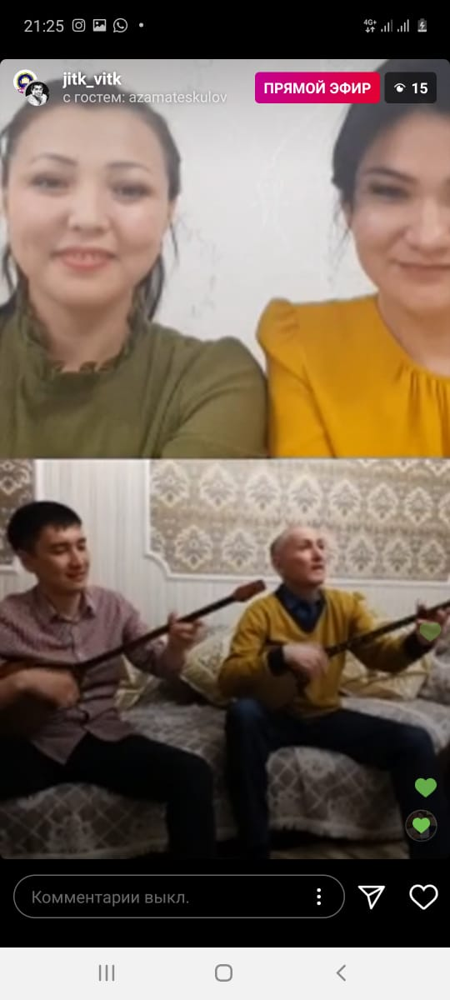 21:25
4G+
jitk_vitk
с гостем: azamateskulov
ПРЯМОЙ ЭФИР
15
Комментарии выкл.